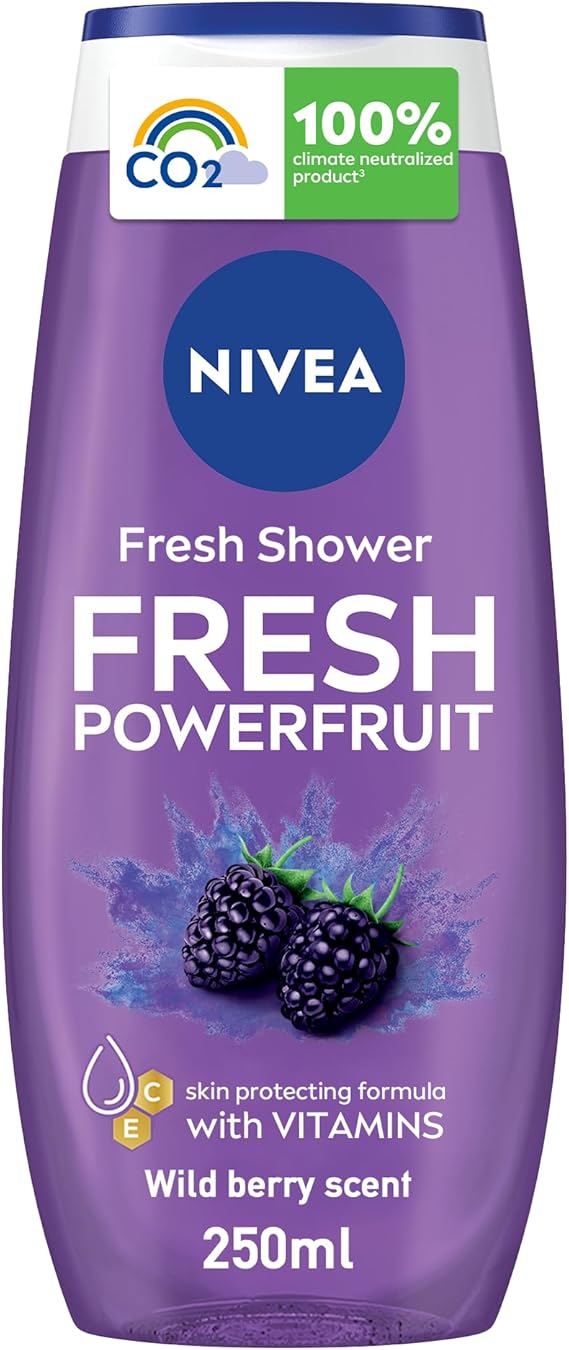 CO2
100%
climate neutralized
product³
NIVEA
Fresh Shower
FRESH
POWERFRUIT
C
E
skin protecting formula
with VITAMINS
Wild berry scent
250ml